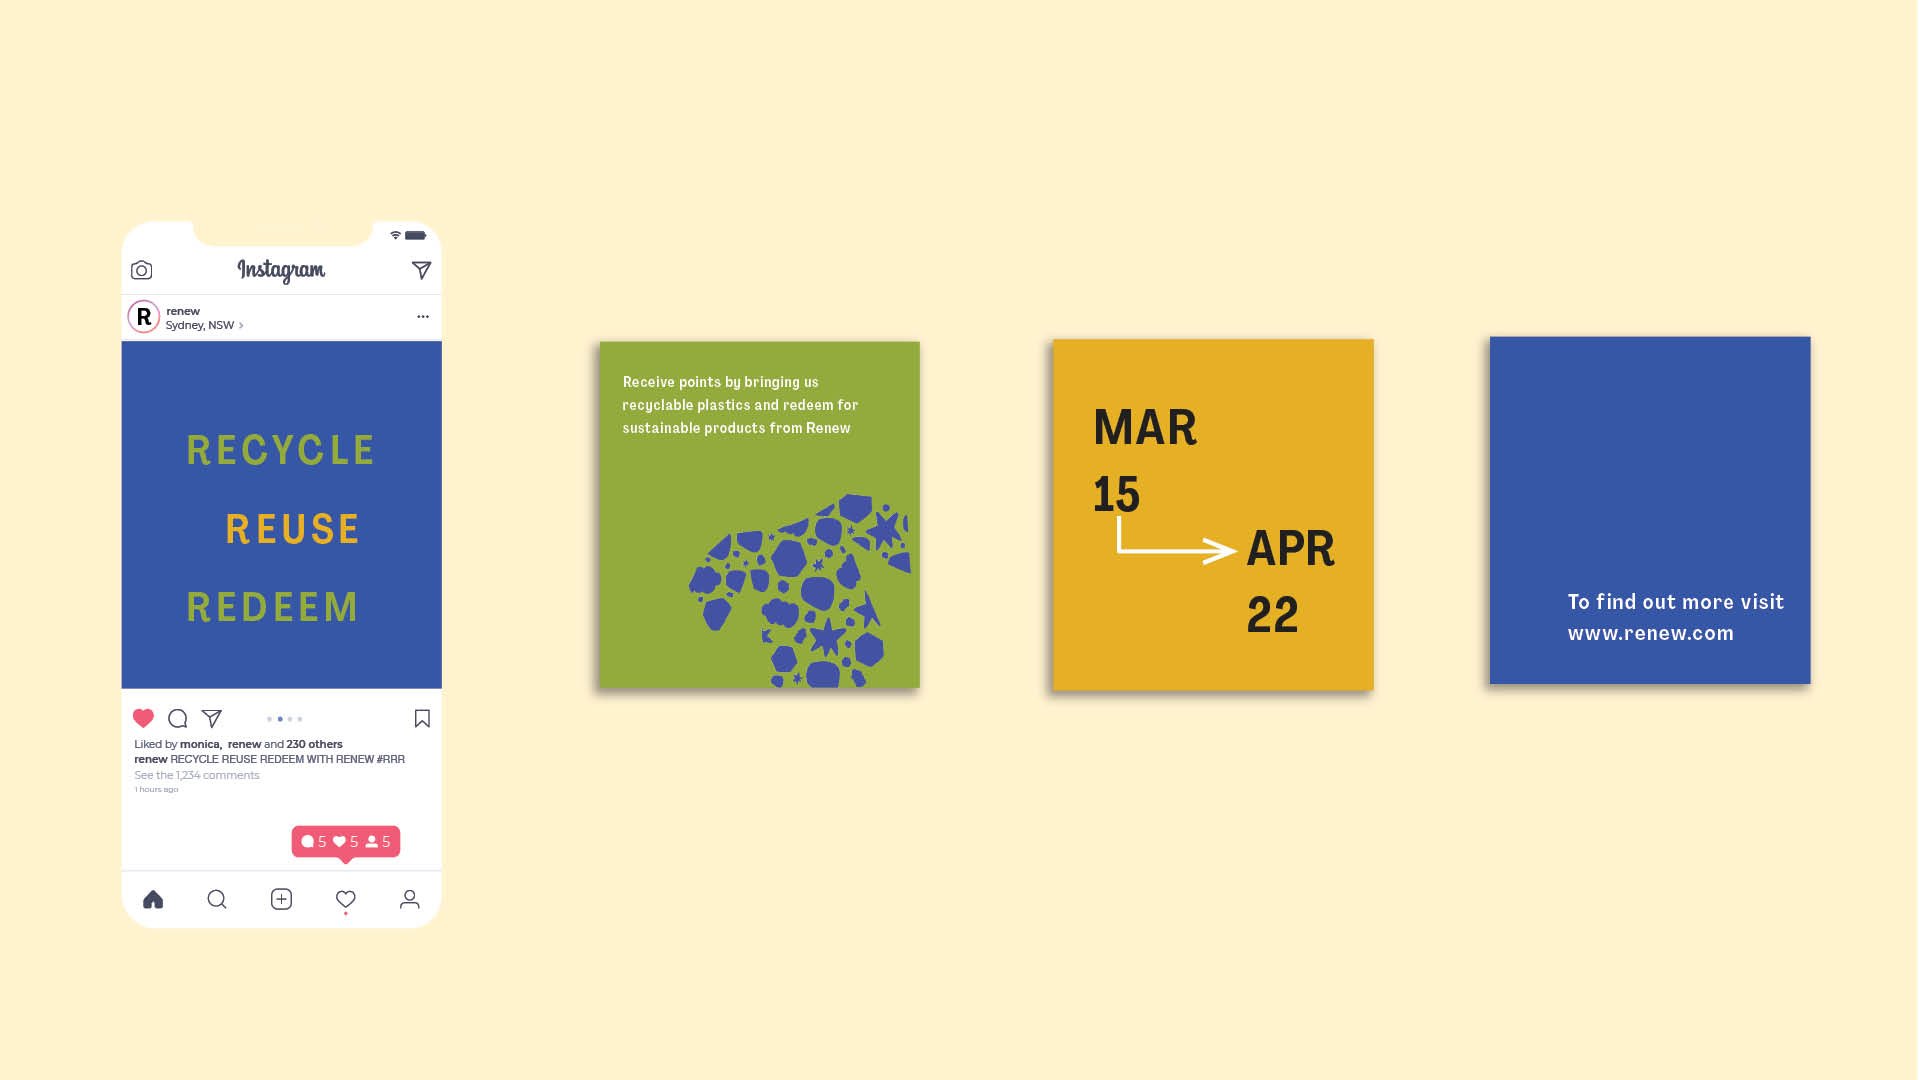 Instagram
R
renew
Sydney, NSW >
RECYCLE
REUSE
REDEEM
Liked by monica, renew and 230 others
renew RECYCLE REUSE REDEEM WITH RENEW #RRR
See the 1,234 comments
1 hours ago
5 5 5
Receive points by bringing us
recyclable plastics and redeem for
sustainable products from Renew
MAR
15
APR
22
To find out more visit
www.renew.com